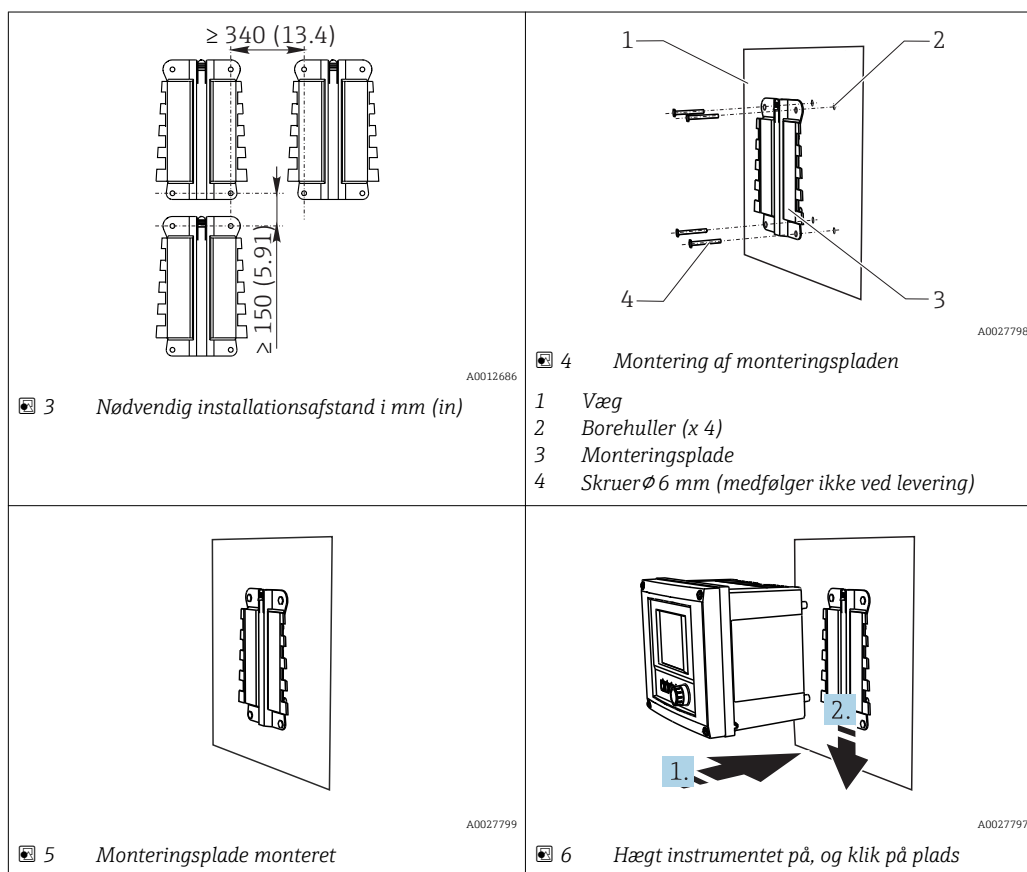 ≥ 340 (13.4)
≥ 150 (5.91)
A0012686
3 Nødvendig installationsafstand i mm (in)
1
2
4
3
A0027798
4 Montering af monteringspladen
1 Væg
2 Borehuller (x 4)
3 Monteringsplade
4 Skruer Ø 6 mm (medfølger ikke ved levering)
A0027799
5 Monteringsplade monteret
2.
1.
A0027797
6 Hægt instrumentet på, og klik på plads